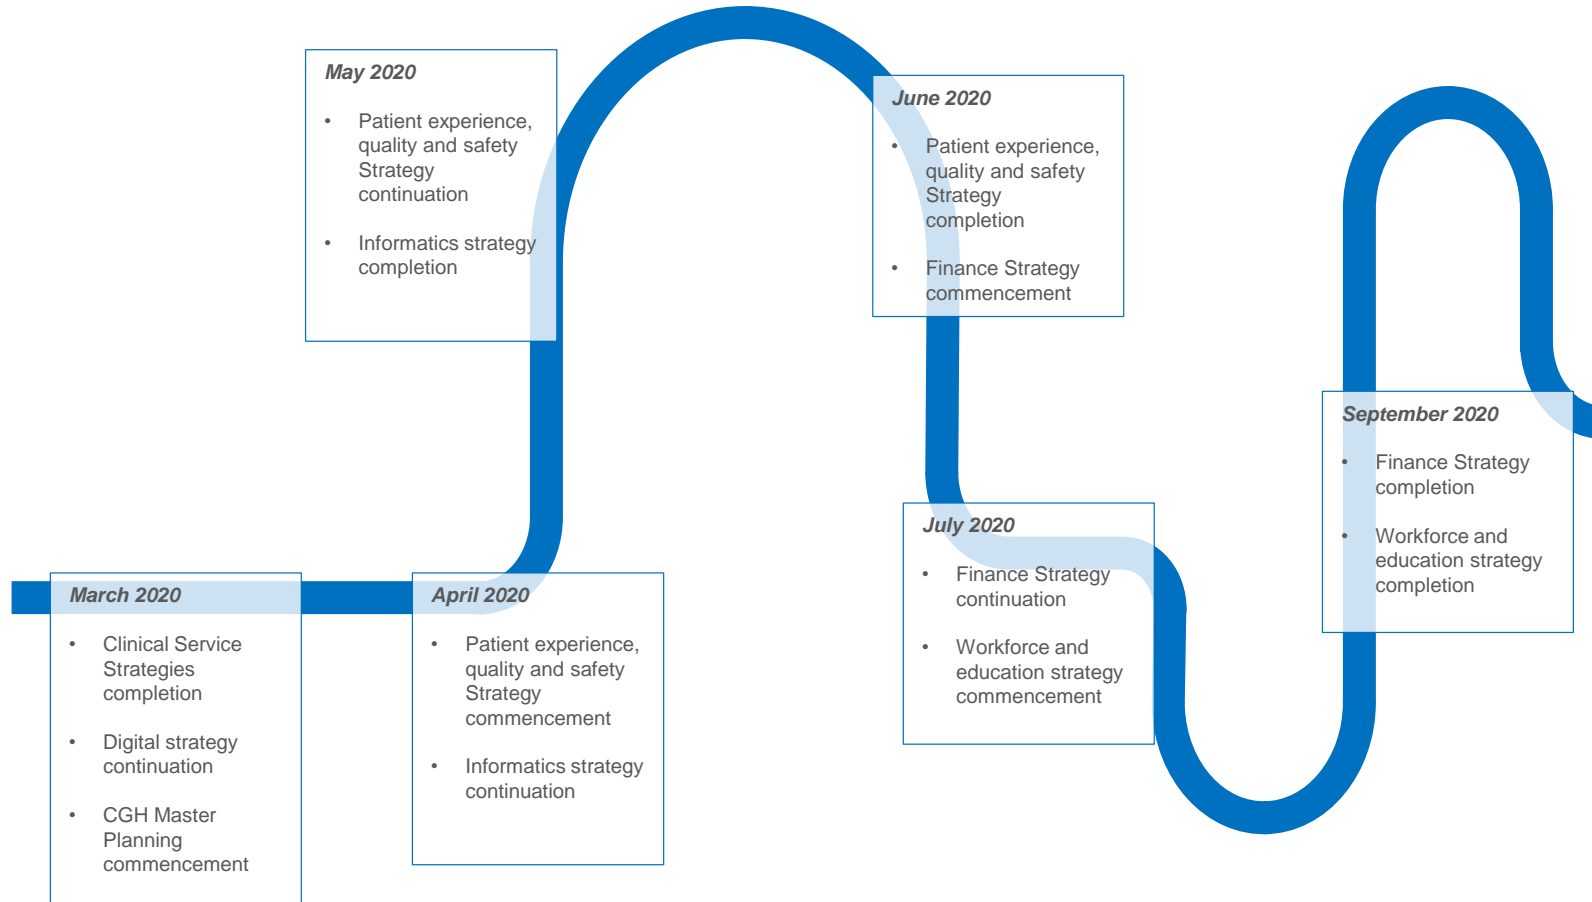 March 2020
• Clinical Service
Strategies
completion
• Digital strategy
continuation
• CGH Master
Planning
commencement
April 2020
• Patient experience,
quality and safety
Strategy
commencement
• Informatics strategy
continuation
May 2020
• Patient experience,
quality and safety
Strategy
continuation
• Informatics strategy
completion
June 2020
• Patient experience,
quality and safety
Strategy
completion
• Finance Strategy
commencement
July 2020
• Finance Strategy
continuation
• Workforce and
education strategy
commencement
September 2020
• Finance Strategy
completion
• Workforce and
education strategy
completion